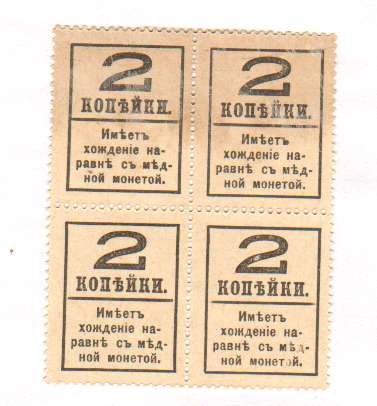 2
КОПѢЙКИ.
Имѣетъ
хожденіе на-
равнѣ съ мѣд-
ной монетой.
2
КОПѢЙКИ.
Имѣетъ
хожденіе на-
равнѣ съ мѣд-
ной монетой.
2
КОПѢЙКИ.
Имѣетъ
хожденіе на-
равнѣ съ мѣд-
ной монетой.
2
КОПѢЙКИ.
Имѣетъ
хожденіе на-
равнѣ съ мѣд-
ной монетой.